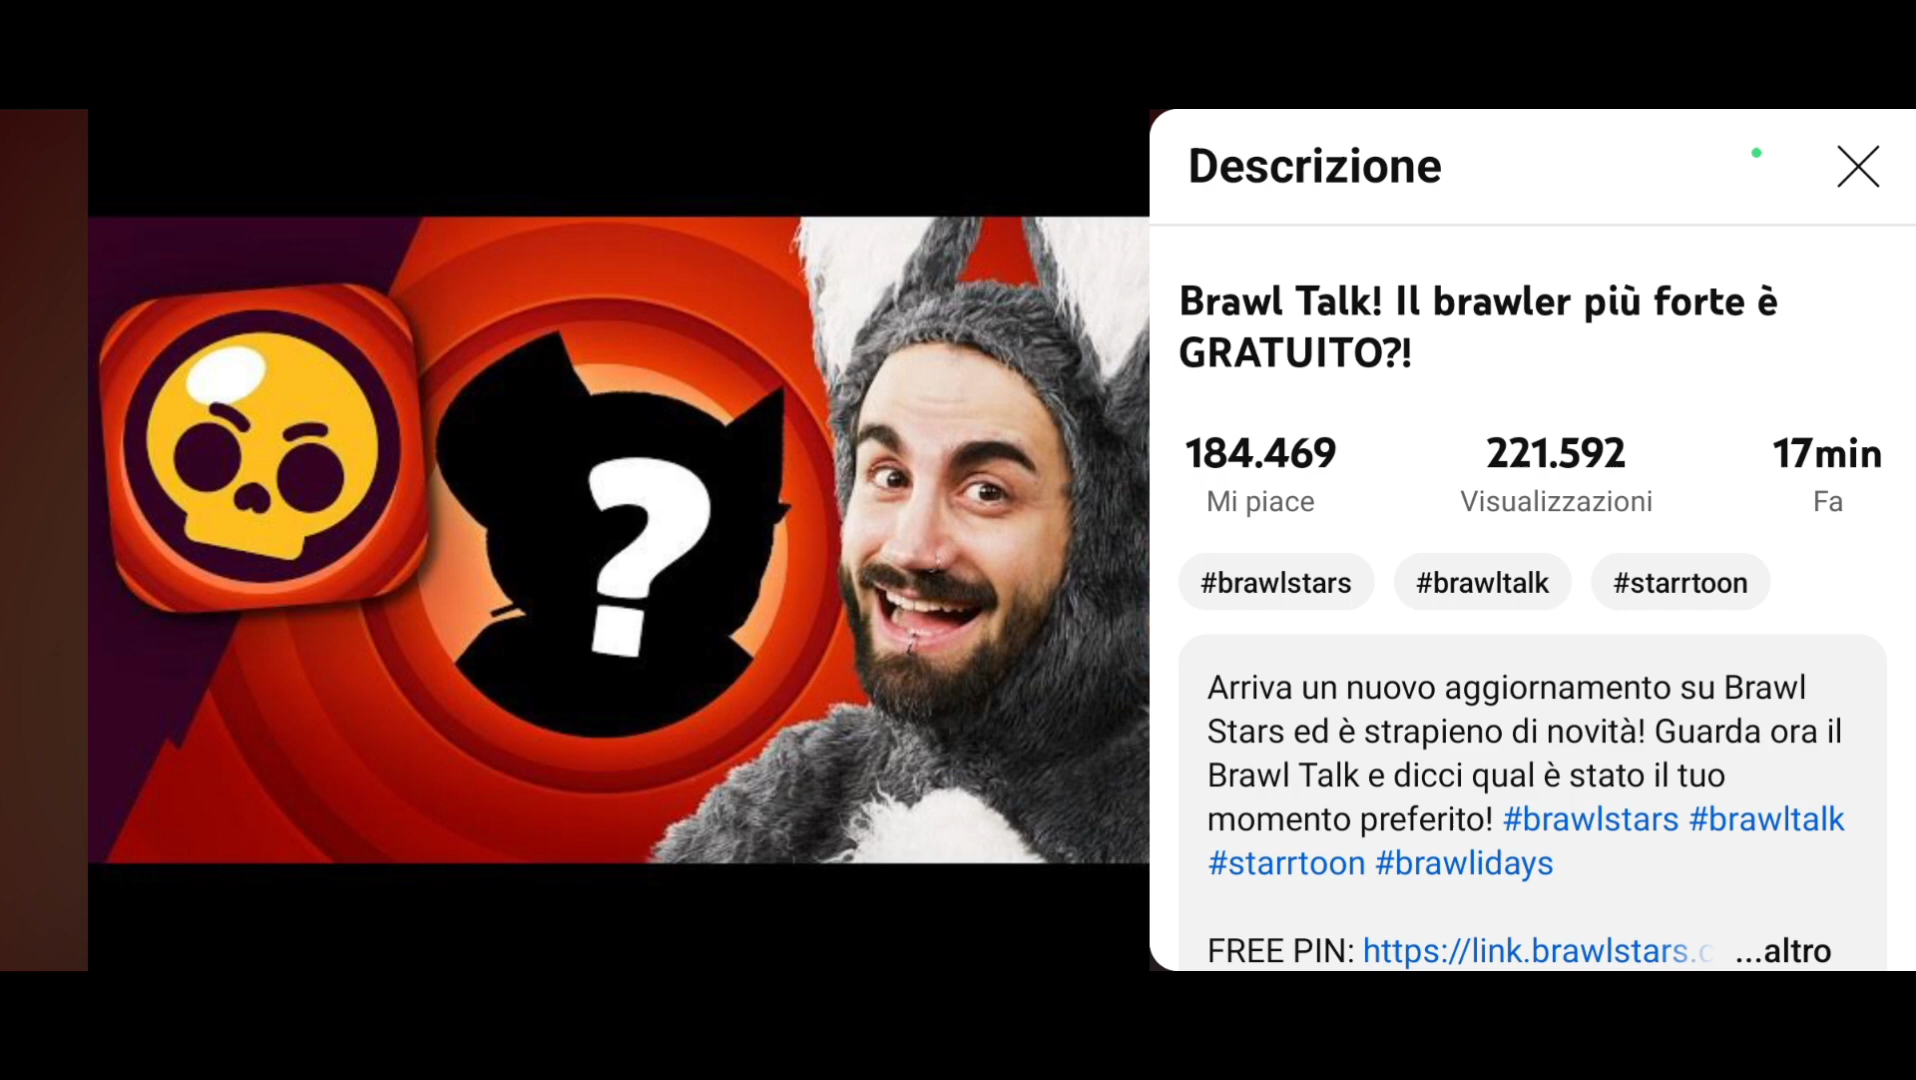 ?
Descrizione
Brawl Talk! Il brawler più forte è
GRATUITO?!
184.469
Mi piace
221.592
Visualizzazioni
17min
Fa
#brawlstars
#brawltalk
#starrtoon
Arriva un nuovo aggiornamento su Brawl
Stars ed è strapieno di novità! Guarda ora il
Brawl Talk e dicci qual è stato il tuo
momento preferito! #brawlstars #brawltalk
#starrtoon #brawlidays
FREE PIN: https://link.brawlstars.c ...altro